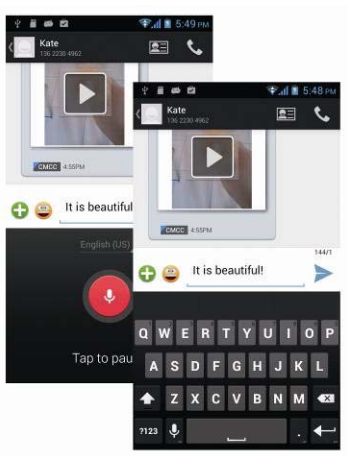 5:49 PM
Kate
136 2230 4962
CMCC 4:55PM
It is beautiful
English (US)
Tap to pau
5:48 PM
Kate
136 2230 4962
CMCC 4:55PM
144/1
It is beautiful!
Q W E R T Y U I O P
A S D F G H J K L
Z X C V B N M
?123 .